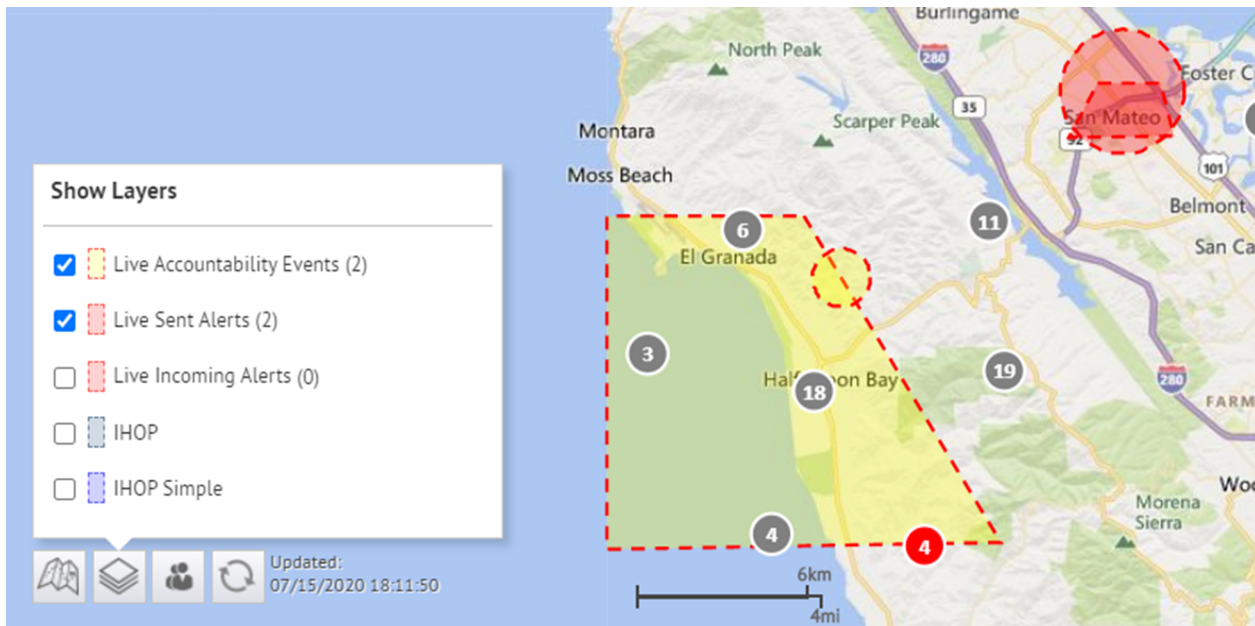 Burlingame
North Peak
280
Foster C
35
Scarper Peak
San Mateo
Montara
92
Moss Beach
101
Show Layers
Belmont
6
11
San Ca
El Granada
Live Accountability Events (2)
Live Sent Alerts (2)
3
19
Live Incoming Alerts (0)
Half Moon Bay
18
280
FARM
IHOP
IHOP Simple
Woo
Morena
Sierra
4
4
Updated:
07/15/2020 18:11:50
6km
4mi